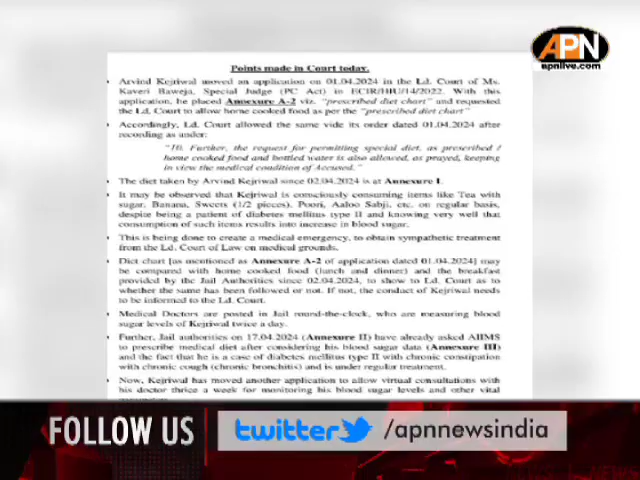 APN
apnlive.com
Points made in Court today.
• Arvind Kejriwal moved an application on 01.04.2024 in the Ld. Court of Ms.
Kaveri Baweja, Special Judge (PC Act) in ECIR/HIU/14/2022. With this
application, he placed Annexure A-2 viz. "prescribed diet chart" and requested
the Ld. Court to allow home cooked food as per the "prescribed diet chart"
• Accordingly, Ld. Court allowed the same vide its order dated 01.04.2024 after
recording as under:
"10. Further, the request for permitting special diet, as prescribed /
home cooked food and bottled water is also allowed, as prayed, keeping
in view the medical condition of Accused."
• The diet taken by Arvind Kejriwal since 02.04.2024 is at Annexure I.
• It may be observed that Kejriwal is consciously consuming items like Tea with
sugar, Banana, Sweets (1/2 pieces), Poori, Aaloo Sabji, etc. on regular basis,
despite being a patient of diabetes mellitus type II and knowing very well that
consumption of such items results into increase in blood sugar.
• This is being done to create a medical emergency, to obtain sympathetic treatment
from the Ld. Court of Law on medical grounds.
• Diet chart [as mentioned as Annexure A-2 of application dated 01.04.2024] may
be compared with home cooked food (lunch and dinner) and the breakfast
provided by the Jail Authorities since 02.04.2024, to show to Ld. Court as to
whether the same has been followed or not. If not, the conduct of Kejriwal needs
to be informed to the Ld. Court.
• Medical Doctors are posted in Jail round-the-clock, who are measuring blood
sugar levels of Kejriwal twice a day.
• Further, Jail authorities on 17.04.2024 (Annexure II) have already asked AIIMS
to prescribe medical diet after considering his blood sugar data (Annexure III)
and the fact that he is a case of diabetes mellitus type II with chronic constipation
with chronic cough (chronic bronchitis) and is under regular treatment.
• Now, Kejriwal has moved another application to allow virtual consultations with
his doctor thrice a week for monitoring his blood sugar levels and other vital
FOLLOW US twitter /apnnewsindia